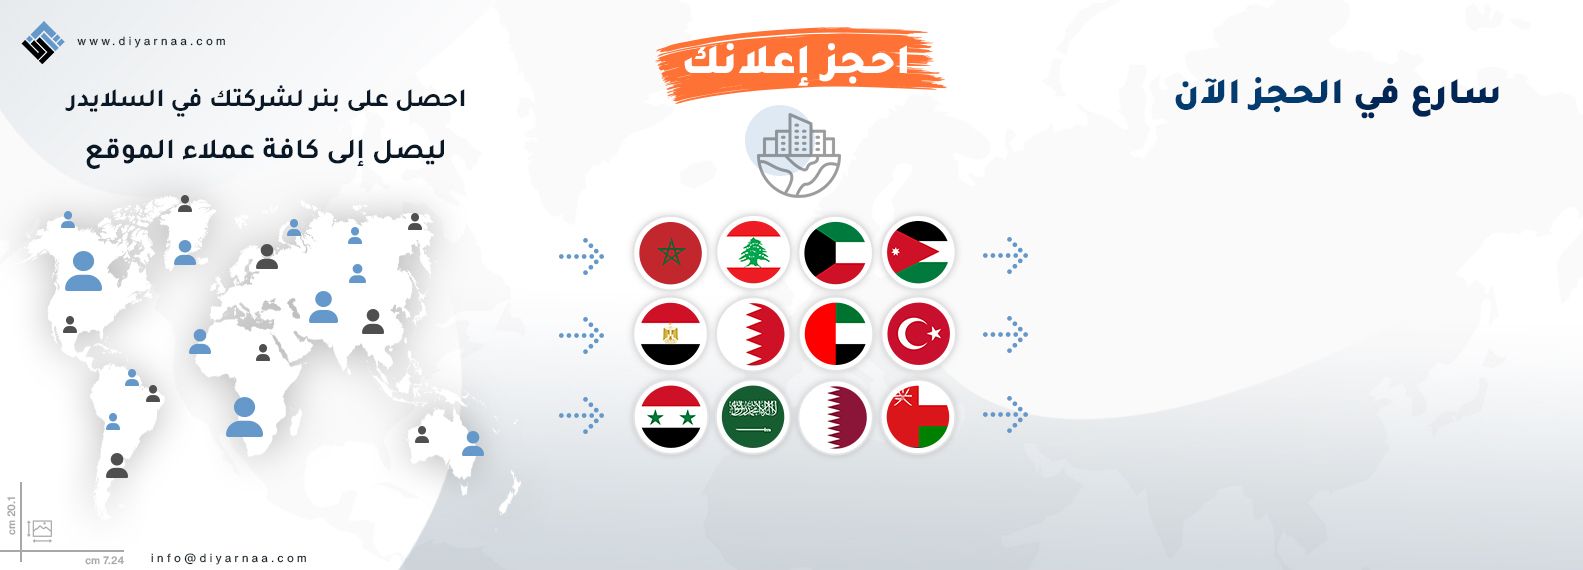 www.diyarnaa.com
احجز إعلانك
سارع في الحجز الآن
احصل على بنر لشركتك في السلايدر
ليصل إلى كافة عملاء الموقع
cm 20.1
cm 7.24
info@diyarnaa.com